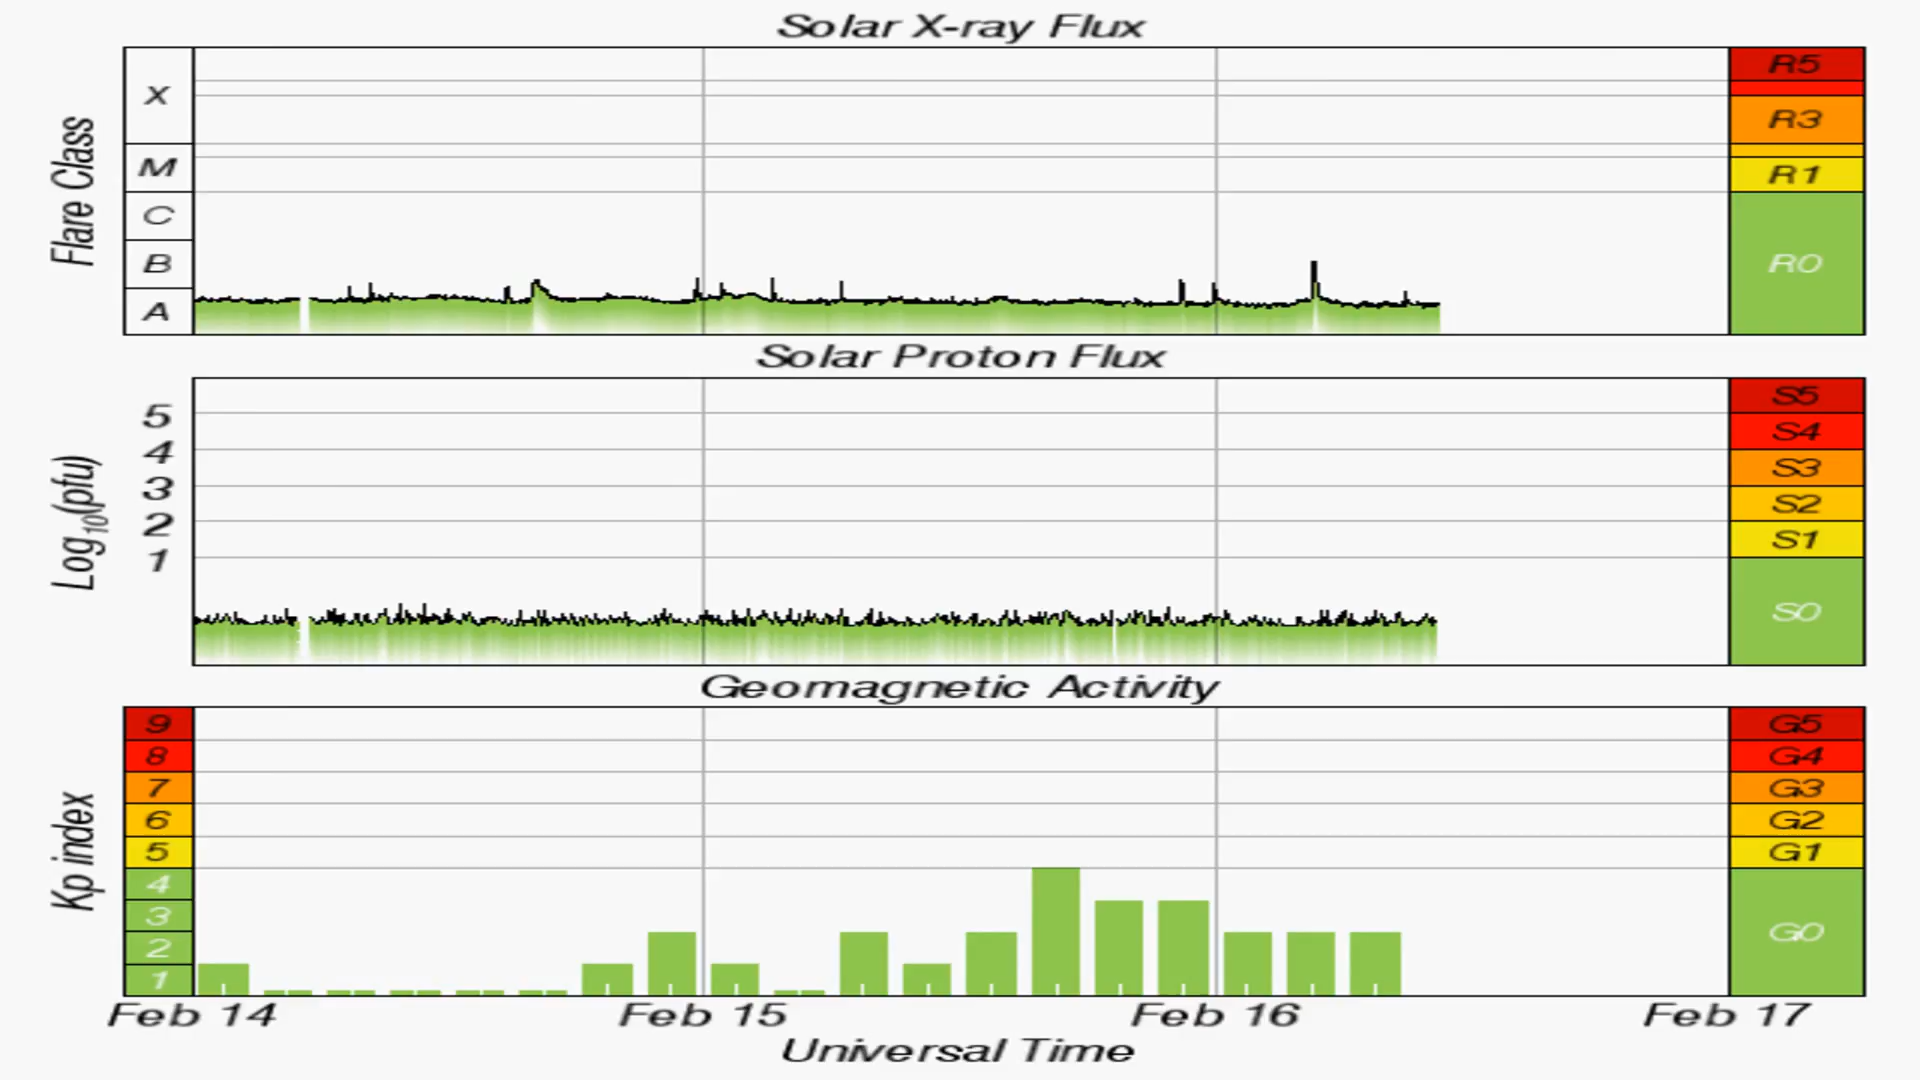 Solar X-ray Flux
Flare Class
X
M
C
B
A
R5
R3
R1
R0
Solar Proton Flux
Log10(pfu)
5
4
3
2
1
S5
S4
S3
S2
S1
S0
Geomagnetic Activity
Kp index
9
8
7
6
5
4
3
2
1
G5
G4
G3
G2
G1
G0
Feb 14 Feb 15 Feb 16 Feb 17
Universal Time